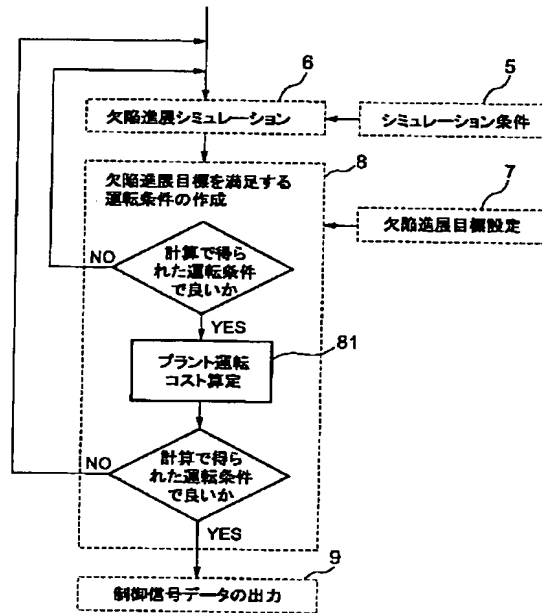 6
5
欠陥進展シミュレーション
シミュレーション条件
8
欠陥進展目標を満足する
運転条件の作成
7
欠陥進展目標設定
NO
計算で得ら
れた運転条件
で良いか
YES
81
プラント運転
コスト算定
NO
計算で得ら
れた運転条件
で良いか
YES
9
制御信号データの出力